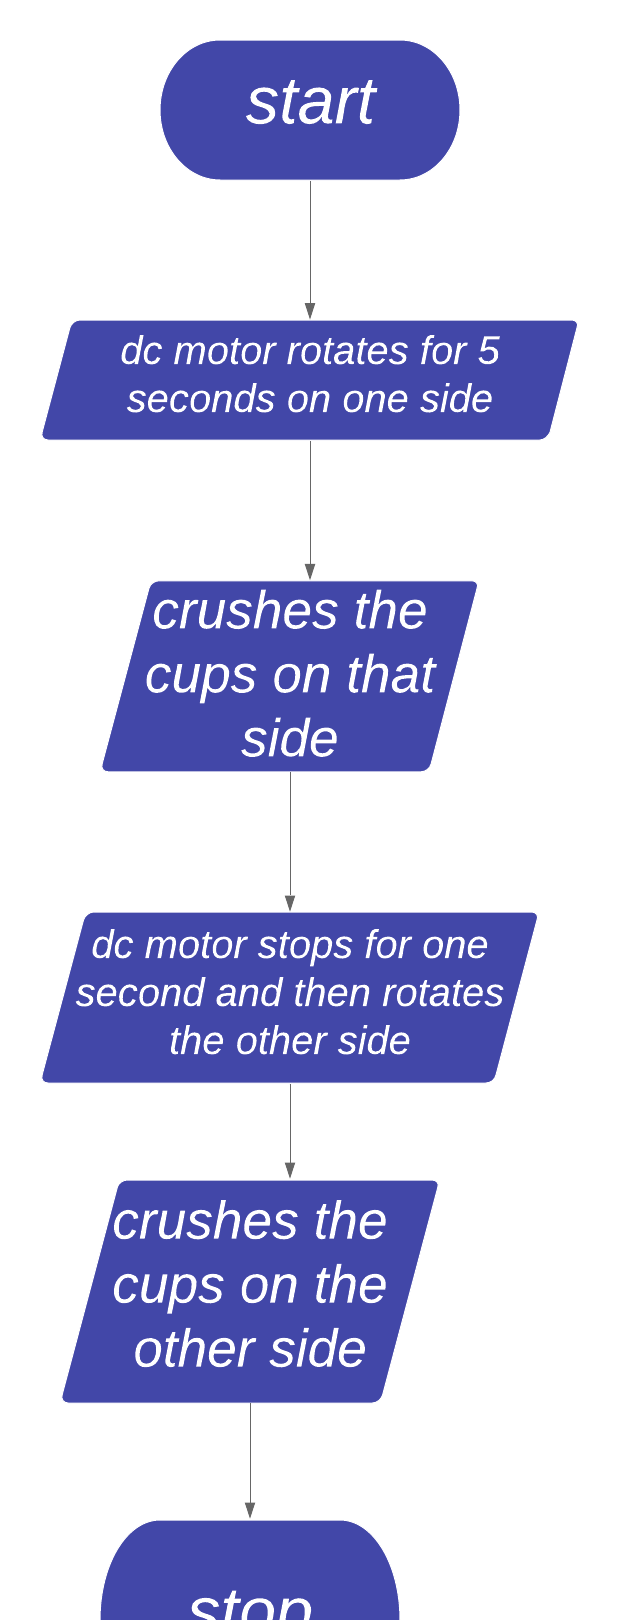 start
dc motor rotates for 5
seconds on one side
crushes the
cups on that
side
dc motor stops for one
second and then rotates
the other side
crushes the
cups on the
other side
stop